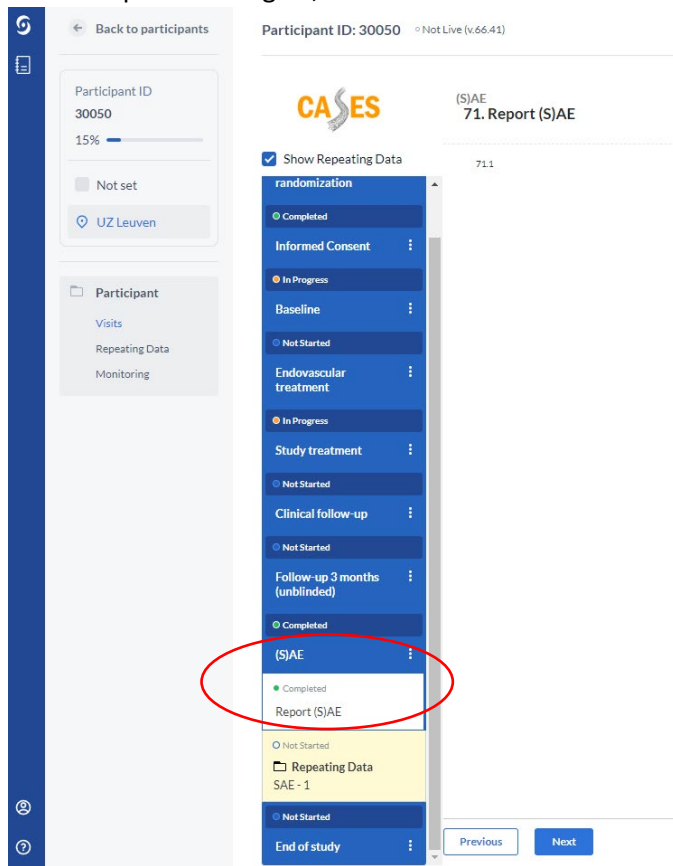 Back to participants
Participant ID
30050
15%
Not set
UZ Leuven
Participant
Visits
Repeating Data
Monitoring
Participant ID: 30050 Not Live (v.66.41)
CASES
Show Repeating Data
randomization
Completed
Informed Consent
In Progress
Baseline
Not Started
Endovascular
treatment
In Progress
Study treatment
Not Started
Clinical follow-up
Not Started
Follow-up 3 months
(unblinded)
Completed
(S)AE
Completed
Report (S)AE
Not Started
Repeating Data
SAE - 1
Not Started
End of study
(S)AE
71. Report (S)AE
71.1
Previous Next